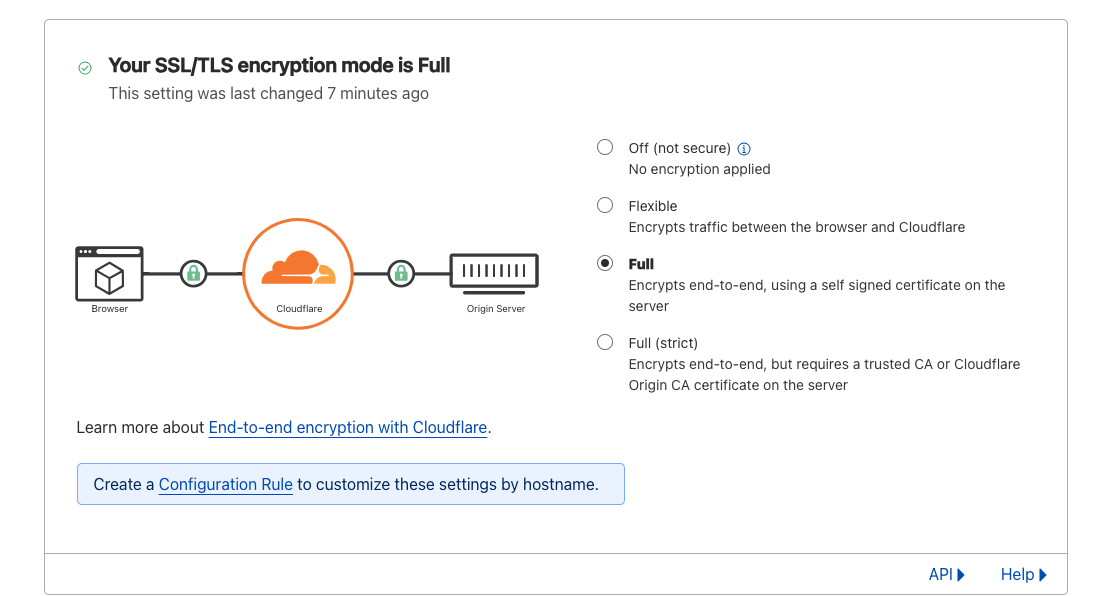 Your SSL/TLS encryption mode is Full
This setting was last changed 7 minutes ago
Browser
Cloudflare
Origin Server
Off (not secure)
No encryption applied
Flexible
Encrypts traffic between the browser and Cloudflare
Full
Encrypts end-to-end, using a self signed certificate on the
server
Full (strict)
Encrypts end-to-end, but requires a trusted CA or Cloudflare
Origin CA certificate on the server
Learn more about End-to-end encryption with Cloudflare.
Create a Configuration Rule to customize these settings by hostname.
API
Help